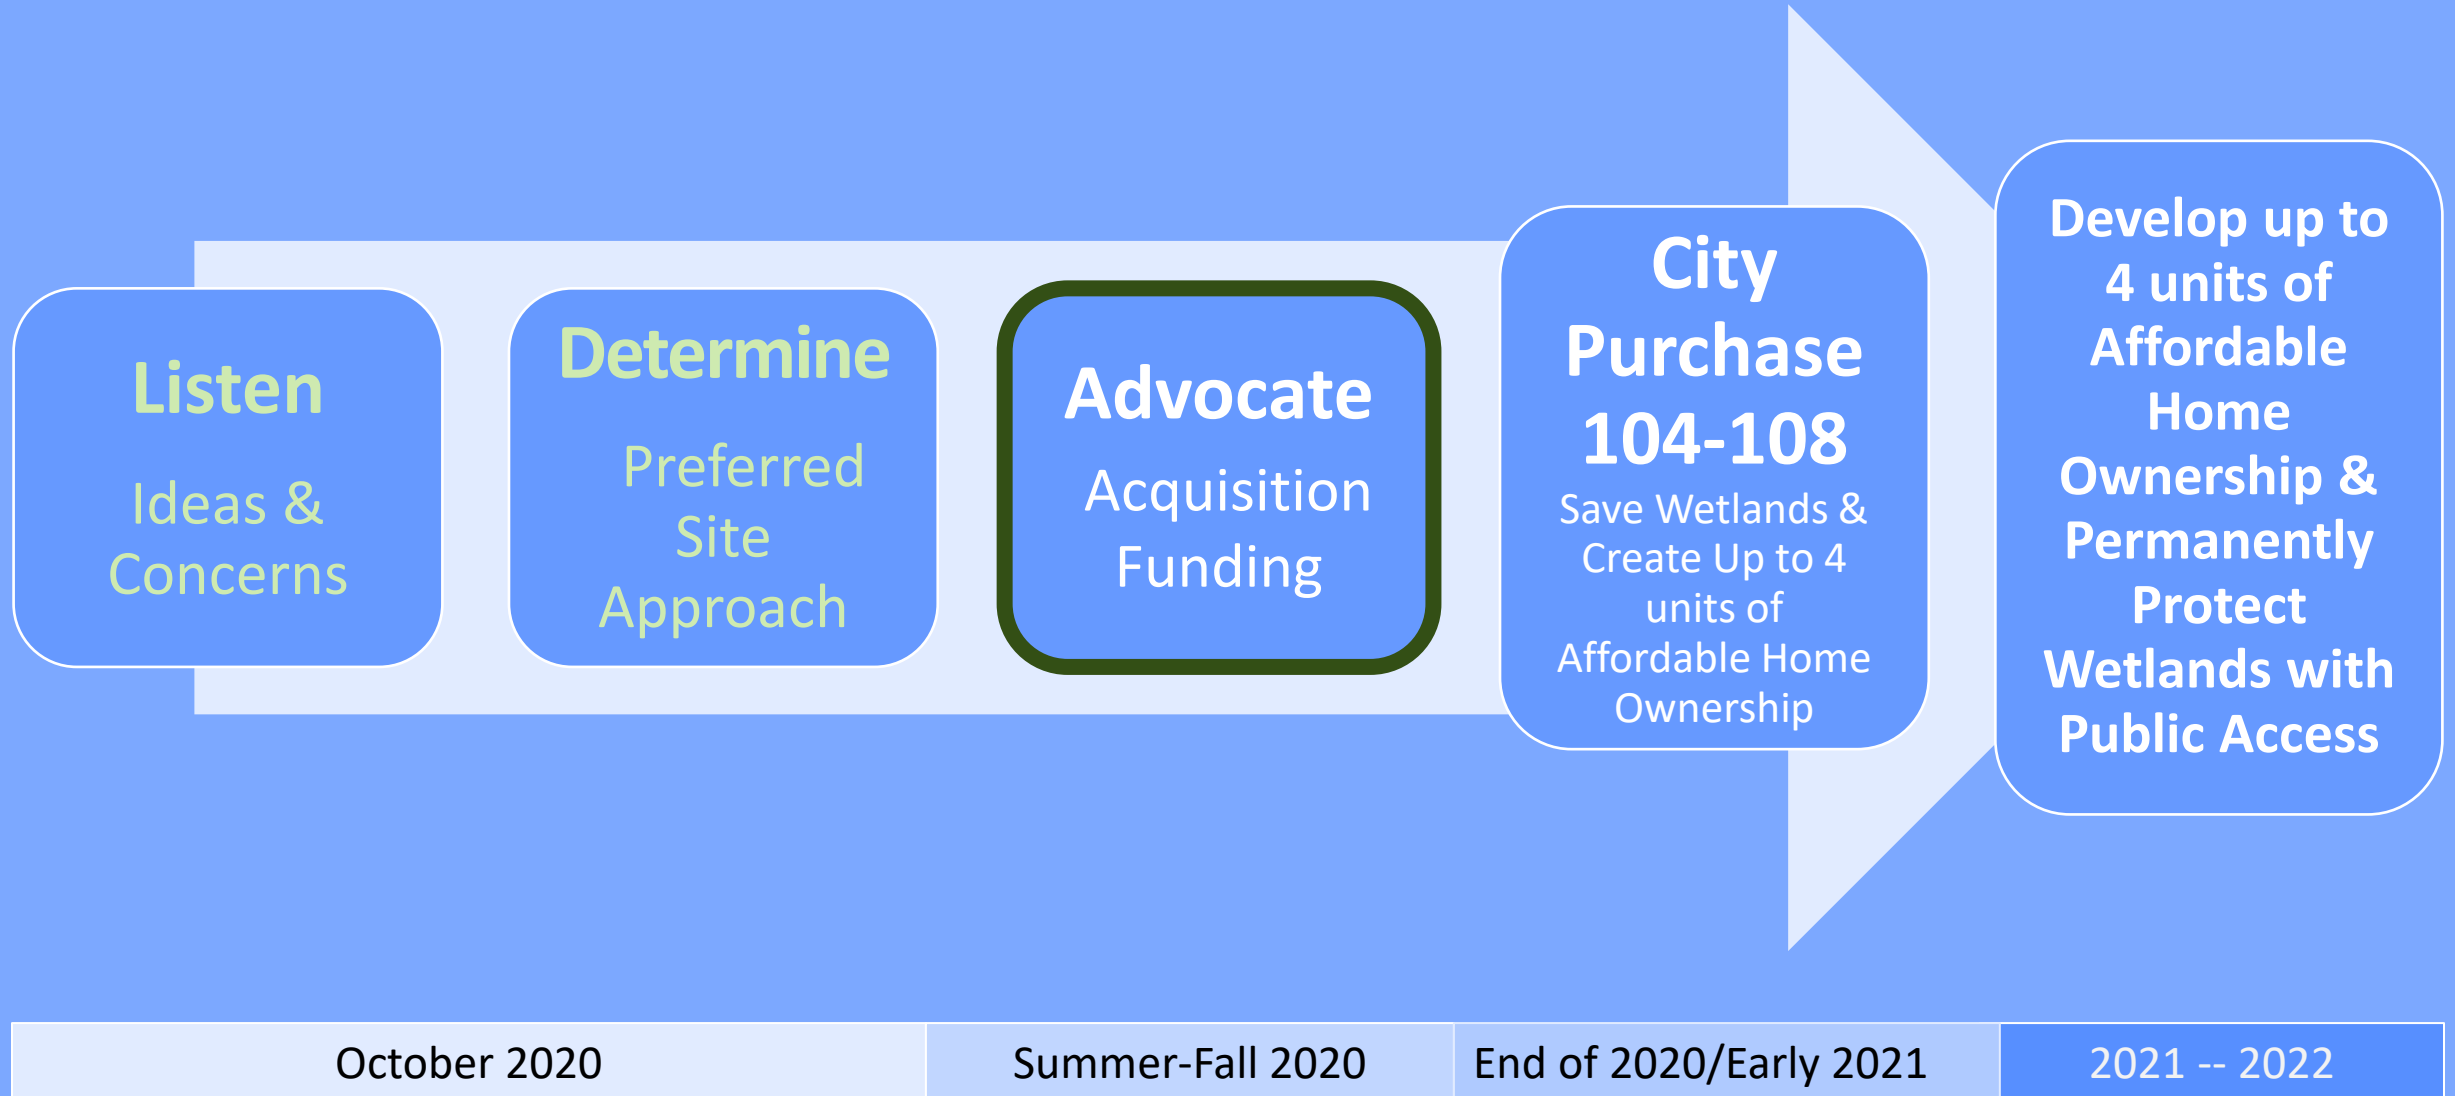 Listen
Ideas &
Concerns
Determine
Preferred
Site
Approach
Advocate
Acquisition
Funding
City
Purchase
104-108
Save Wetlands &
Create Up to 4
units of
Affordable Home
Ownership
Develop up to
4 units of
Affordable
Home
Ownership &
Permanently
Protect
Wetlands with
Public Access
October 2020
Summer-Fall 2020
End of 2020/Early 2021
2021 -- 2022